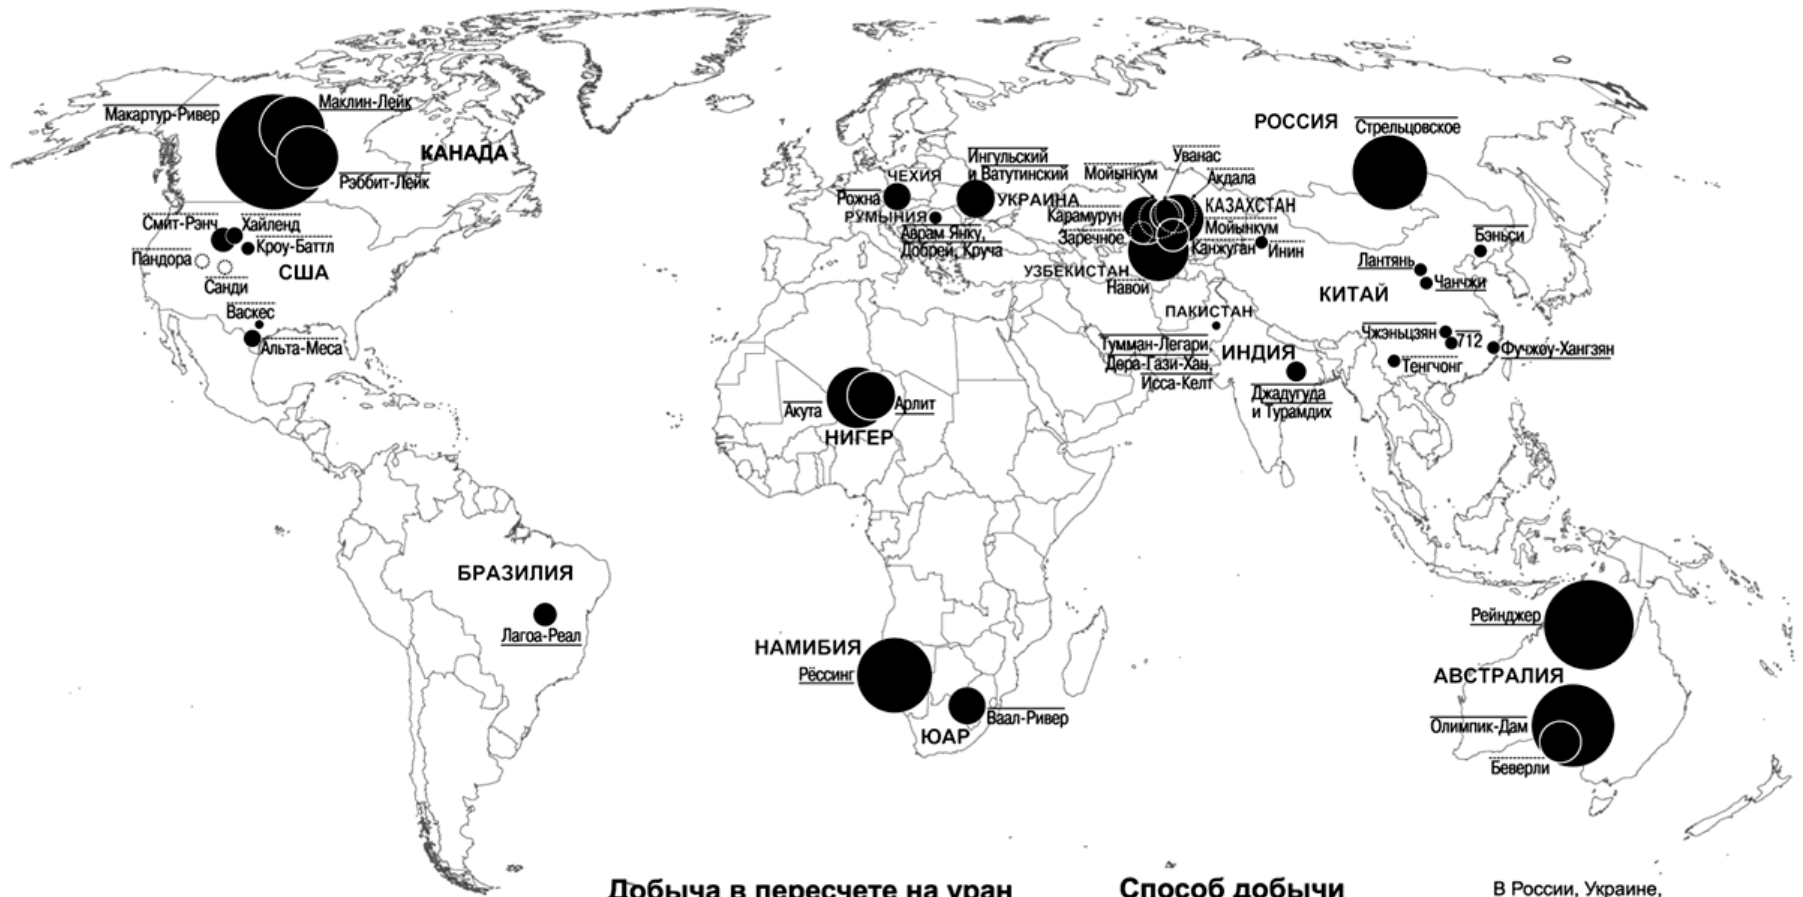 Макартур-Ривер
Маклин-Лейк
КАНАДА
Рэббит-Лейк
Смит-Рэнч
Хайленд
Кроу-Баттл
Пандора
США
Санди
Васкес
Альта-Меса
БРАЗИЛИЯ
Лагоа-Реал
ЧЕХИЯ
Рожна
РУМЫНИЯ
Аврам Янку,
Добрей, Круча
Ингульский
и Ватутинский
УКРАИНА
РОССИЯ
Стрельцовское
Уванас
Мойынкум
Акдала
Карамурун
КАЗАХСТАН
Заречное
Мойынкум
Канжуган
Инин
УЗБЕКИСТАН
Навои
ПАКИСТАН
Тумман-Легари,
Дера-Гази-Хан,
Исса-Келт
ИНДИЯ
Джадугуда
и Турамдих
Бэньси
Лантянь
Чанчжи
КИТАЙ
Чжэньцзян
712
Фучжоу-Хангзян
Тенгчонг
Акута
Арлит
НИГЕР
НАМИБИЯ
Рёссинг
ЮАР
Ваал-Ривер
Рейнджер
АВСТРАЛИЯ
Олимпик-Дам
Беверли
Добыча в пересчете на уран
Способ добычи
В России, Украине,